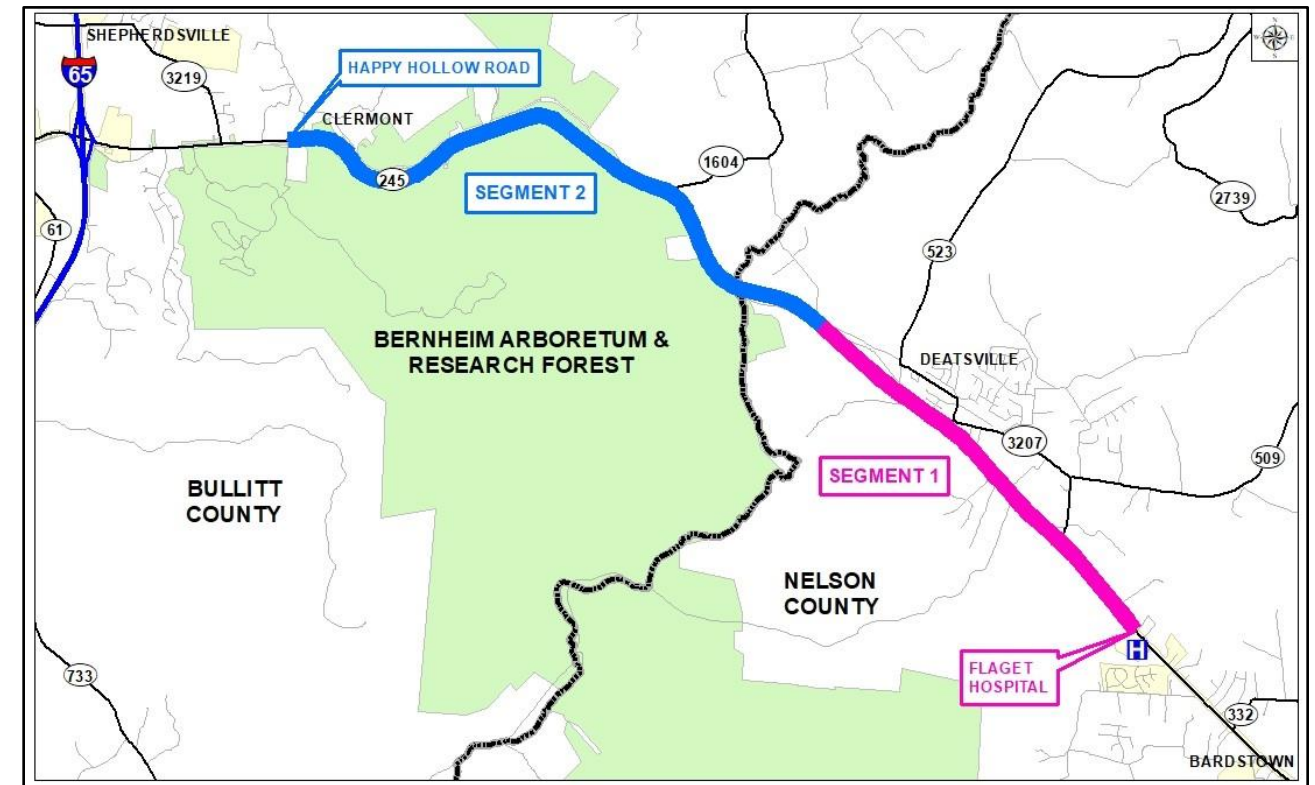 SHEPHERDSVILLE
65
3219
HAPPY HOLLOW ROAD
CLERMONT
245
SEGMENT 2
1604
2739
61
523
BERNHEIM ARBORETUM &
RESEARCH FOREST
DEATSVILLE
3207
509
SEGMENT 1
BULLITT
COUNTY
NELSON
COUNTY
H
FLAGET
HOSPITAL
733
332
BARDSTOWN